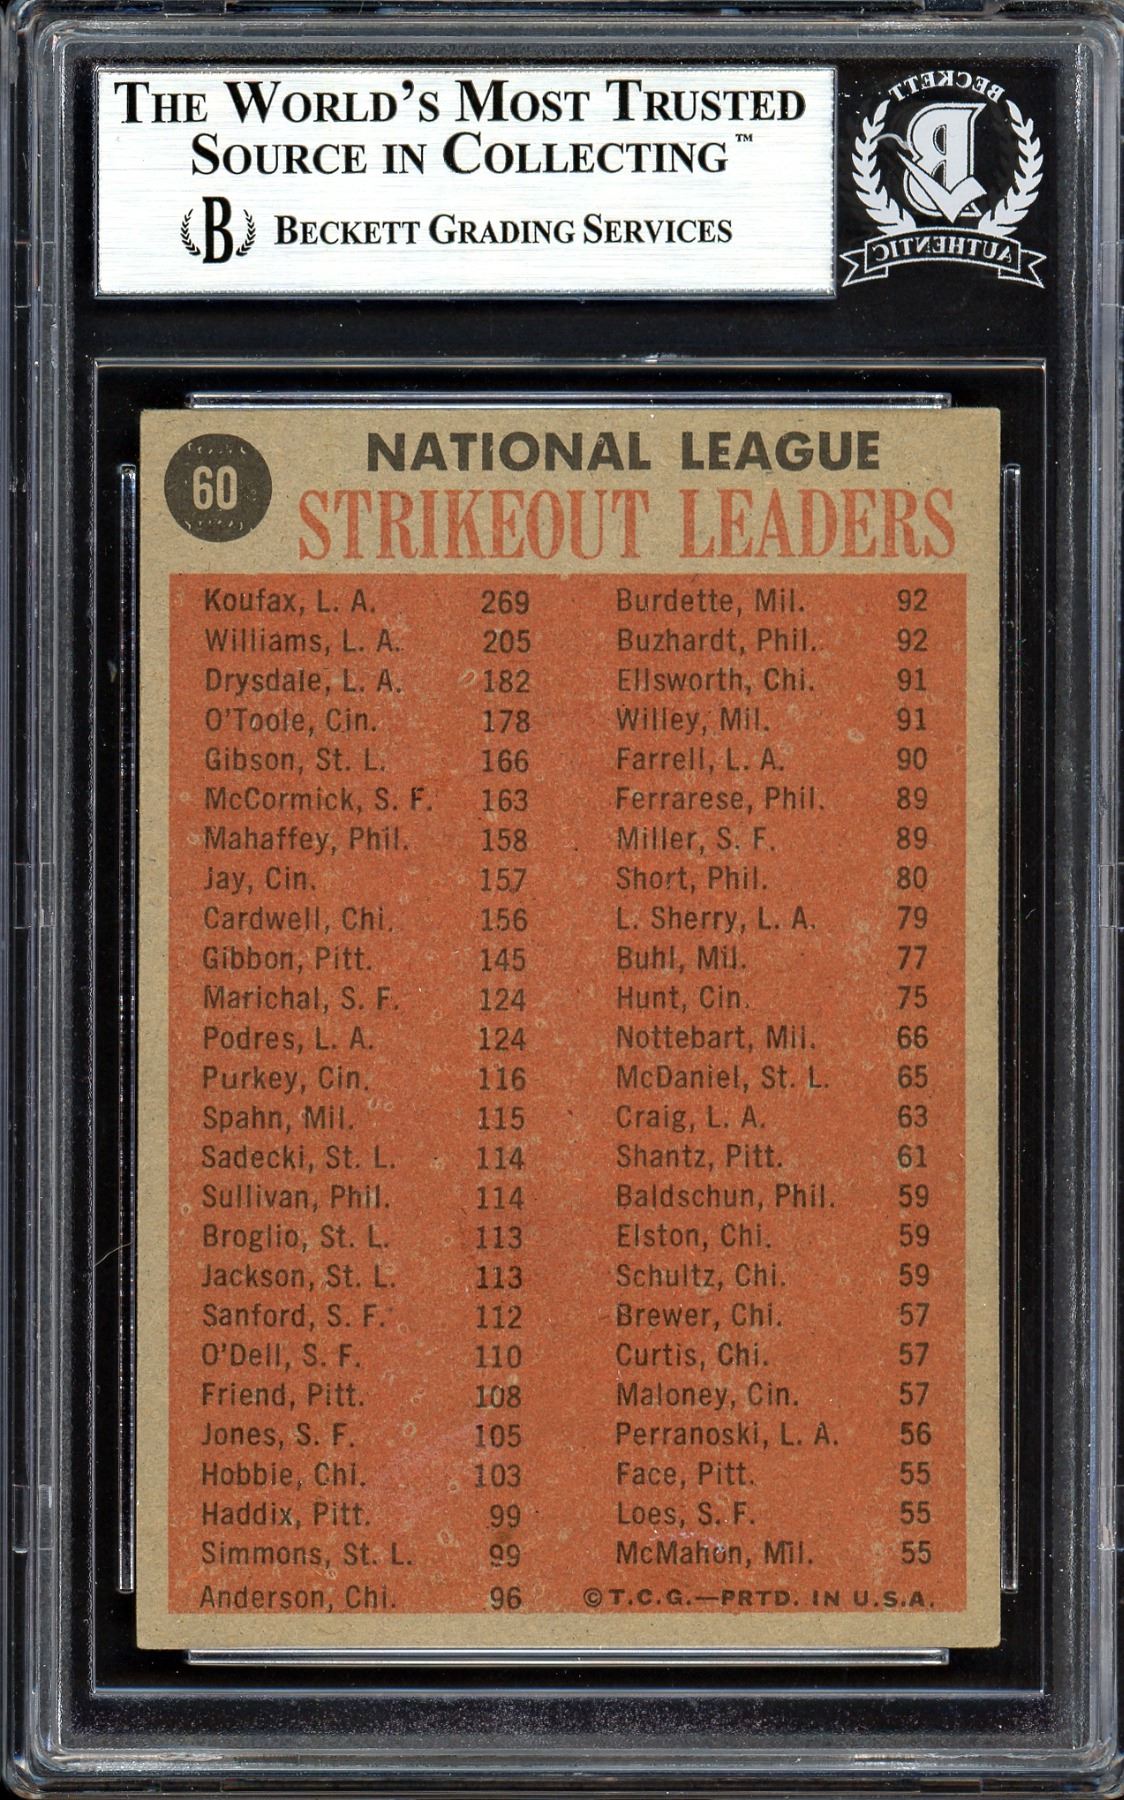 THE WORLD'S MOST TRUSTED
SOURCE IN COLLECTING™
B BECKETT GRADING SERVICES
BECKETT
B
AUTHENTIC
60
NATIONAL LEAGUE
STRIKEOUT LEADERS
Koufax, L. A. 269
Williams, L. A. 205
Drysdale, L. A. 182
O'Toole, Cin. 178
Gibson, St. L. 166
McCormick, S. F. 163
Mahaffey, Phil. 158
Jay, Cin. 157
Cardwell, Chi. 156
Gibbon, Pitt. 145
Marichal, S. F. 124
Podres, L. A. 124
Purkey, Cin. 116
Spahn, Mil. 115
Sadecki, St. L. 114
Sullivan, Phil. 114
Broglio, St. L. 113
Jackson, St. L. 113
Sanford, S. F. 112
O'Dell, S. F. 110
Friend, Pitt. 108
Jones, S. F. 105
Hobbie, Chi. 103
Haddix, Pitt. 99
Simmons, St. L. 99
Anderson, Chi. 96
Burdette, Mil. 92
Buzhardt, Phil. 92
Ellsworth, Chi. 91
Willey, Mil. 91
Farrell, L. A. 90
Ferrarese, Phil. 89
Miller, S. F. 89
Short, Phil. 80
L. Sherry, L. A. 79
Buhl, Mil. 77
Hunt, Cin. 75
Nottebart, Mil. 66
McDaniel, St. L. 65
Craig, L. A. 63
Shantz, Pitt. 61
Baldschun, Phil. 59
Elston, Chi. 59
Schultz, Chi. 59
Brewer, Chi. 57
Curtis, Chi. 57
Maloney, Cin. 57
Perranoski, L. A. 56
Face, Pitt. 55
Loes, S. F. 55
McMahon, Mil. 55
©T.C.G.—PRTD. IN U.S.A.